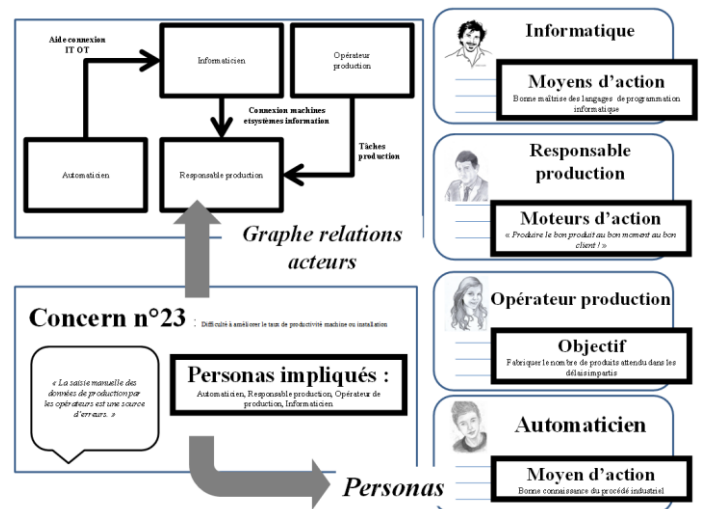 Aide connexion
IT OT
Informaticien
Opérateur
production
Connexion machines
etsystèmes information
Tâches
production
Automaticien
Responsable production
Graphe relations
acteurs
Concern n°23 : Difficulté à améliorer le taux de productivité machine ou installation
« La saisie manuelle des
données de production par
les opérateurs est une source
d'erreurs. »
Personas impliqués :
Automaticien, Responsable production, Opérateur de
production, Informaticien
Personas
Informatique
Moyens d'action
Bonne maîtrise des langages de programmation
informatique
Responsable
production
Moteurs d'action
« Produire le bon produit au bon moment au bon
client ! »
Opérateur production
Objectif
Fabriquer le nombre de produits attendu dans les
délais impartis
Automaticien
Moyen d'action
Bonne connaissance du procédé industriel